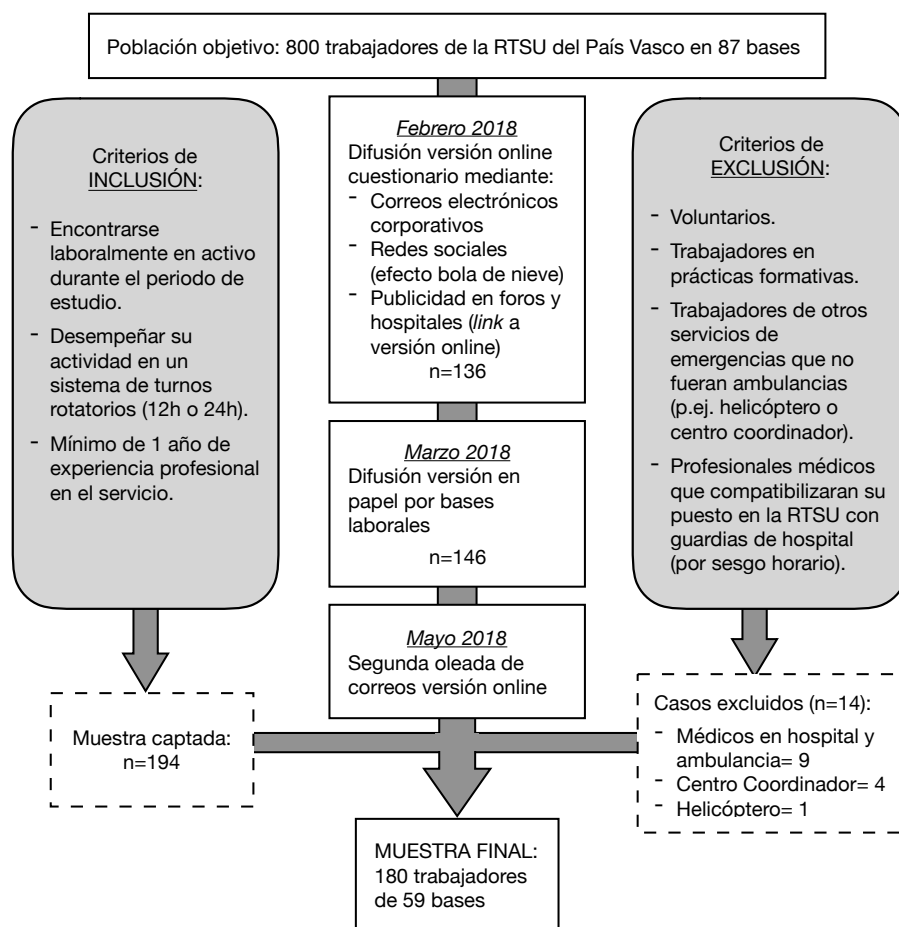 Población objetivo: 800 trabajadores de la RTSU del País Vasco en 87 bases
Criterios de
INCLUSIÓN:
- Encontrarse
laboralmente en activo
durante el periodo de
estudio.
- Desempeñar su
actividad en un
sistema de turnos
rotatorios (12h o 24h).
- Mínimo de 1 año de
experiencia profesional
en el servicio.
Febrero 2018
Difusión versión online
cuestionario mediante:
- Correos electrónicos
corporativos
- Redes sociales
(efecto bola de nieve)
- Publicidad en foros y
hospitales (link a
versión online)
n=136
Marzo 2018
Difusión versión en
papel por bases
laborales
n=146
Mayo 2018
Segunda oleada de
correos versión online
Criterios de
EXCLUSIÓN:
- Voluntarios.
- Trabajadores en
prácticas formativas.
- Trabajadores de otros
servicios de
emergencias que no
fueran ambulancias
(p.ej. helicóptero o
centro coordinador).
- Profesionales médicos
que compatibilizaran su
puesto en la RTSU con
guardias de hospital
(por sesgo horario).
Muestra captada:
n=194
Casos excluidos (n=14):
- Médicos en hospital y
ambulancia= 9
- Centro Coordinador= 4
- Helicóptero= 1
MUESTRA FINAL:
180 trabajadores
de 59 bases